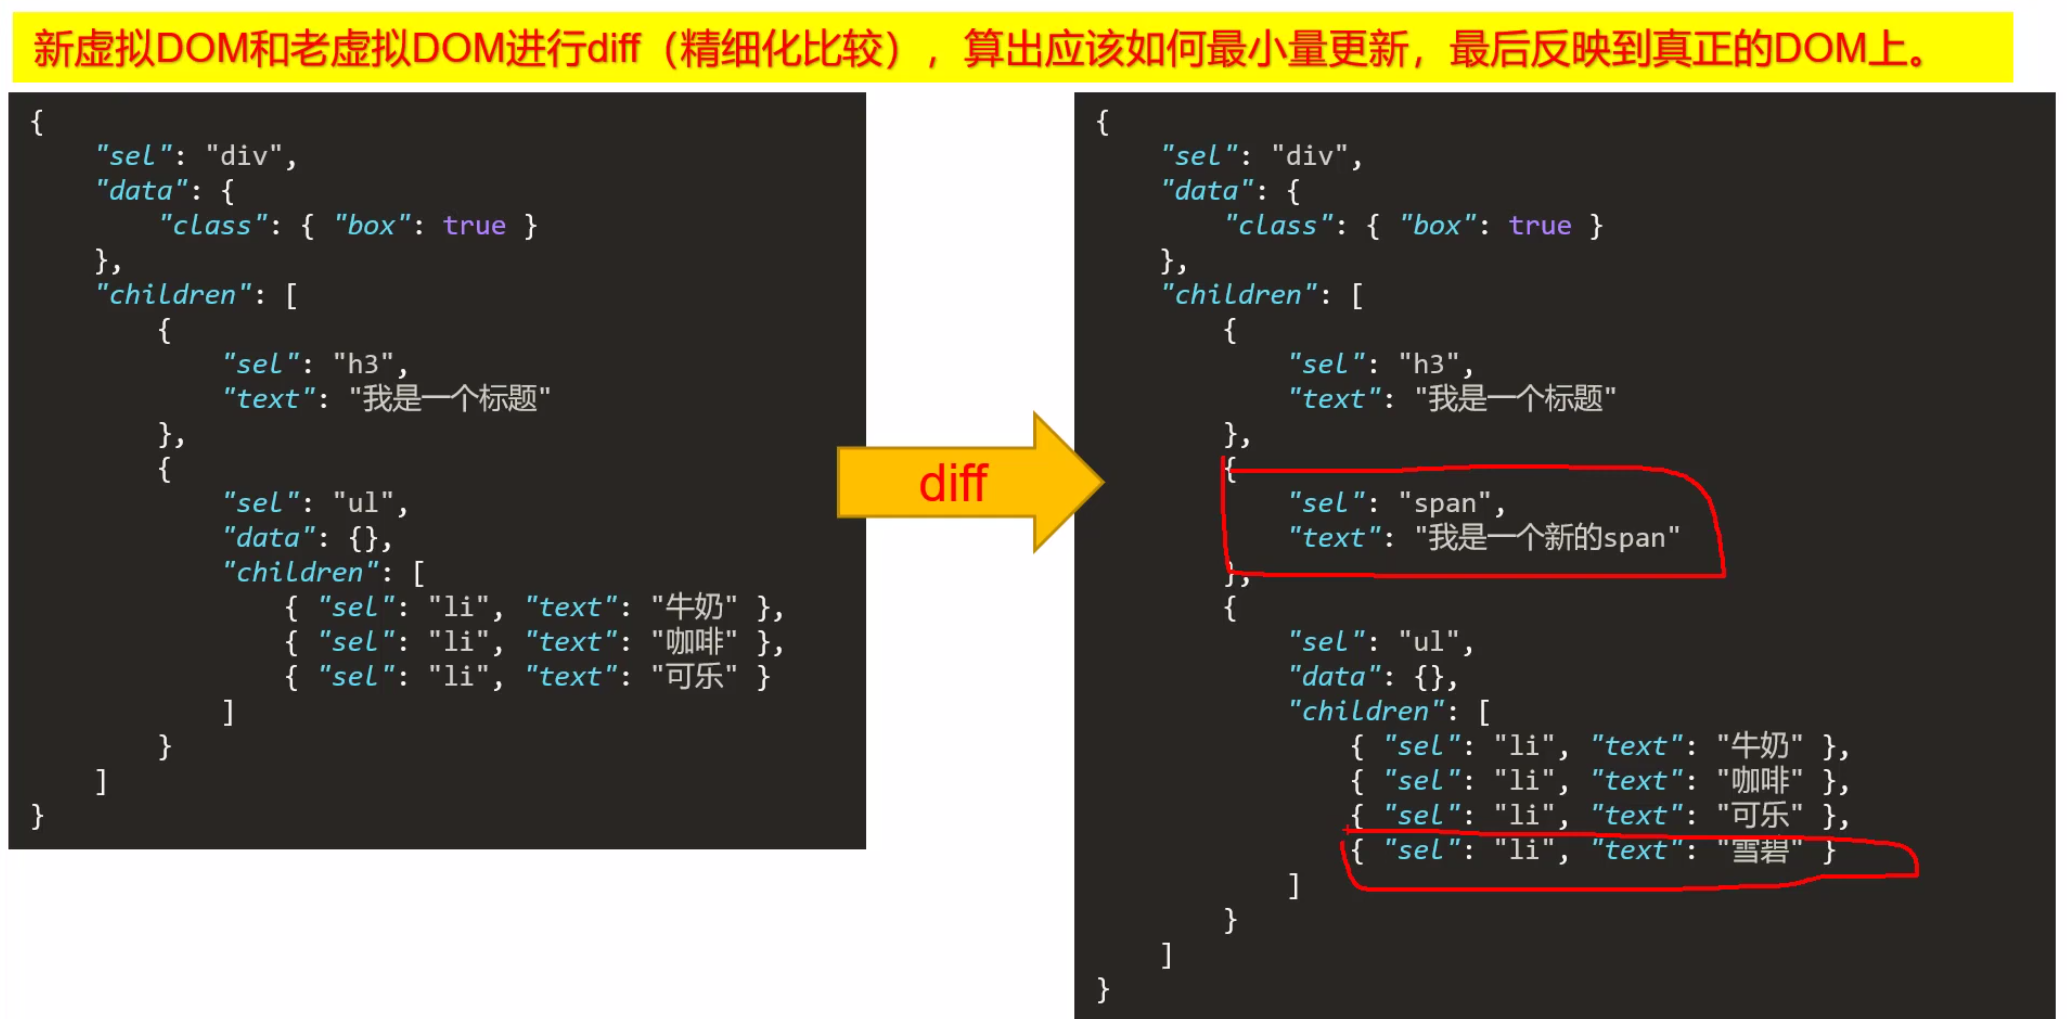 新虚拟DOM和老虚拟DOM进行diff（精细化比较），算出应该如何最小量更新，最后反映到真正的DOM上。
{
"sel": "div",
"data": {
"class": { "box": true }
},
"children": [
{
"sel": "h3",
"text": "我是一个标题"
},
{
"sel": "ul",
"data": {},
"children": [
{ "sel": "li", "text": "牛奶" },
{ "sel": "li", "text": "咖啡" },
{ "sel": "li", "text": "可乐" }
]
}
]
}
diff
{
"sel": "div",
"data": {
"class": { "box": true }
},
"children": [
{
"sel": "h3",
"text": "我是一个标题"
},
{
"sel": "span",
"text": "我是一个新的span"
},
{
"sel": "ul",
"data": {},
"children": [
{ "sel": "li", "text": "牛奶" },
{ "sel": "li", "text": "咖啡" },
{ "sel": "li", "text": "可乐" },
{ "sel": "li", "text": "雪碧" }
]
}
]
}